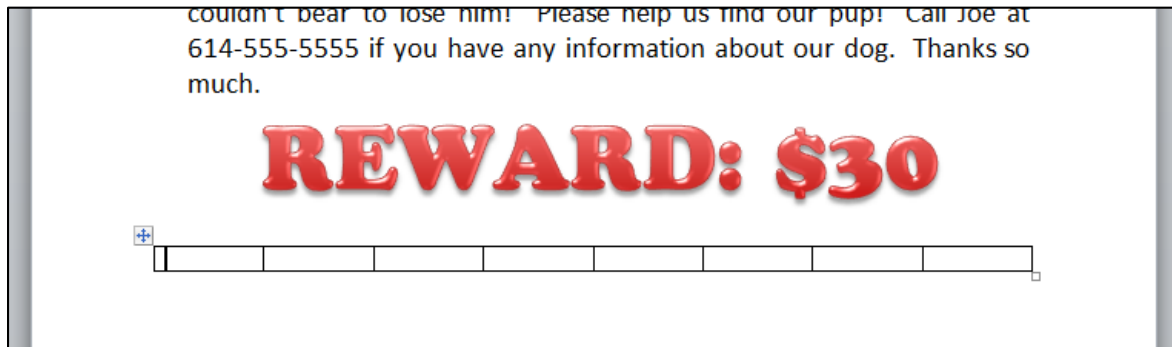 couldn't bear to lose him!  Please help us find our pup!  Call Joe at
614-555-5555 if you have any information about our dog.  Thanks so
much.
REWARD: $30